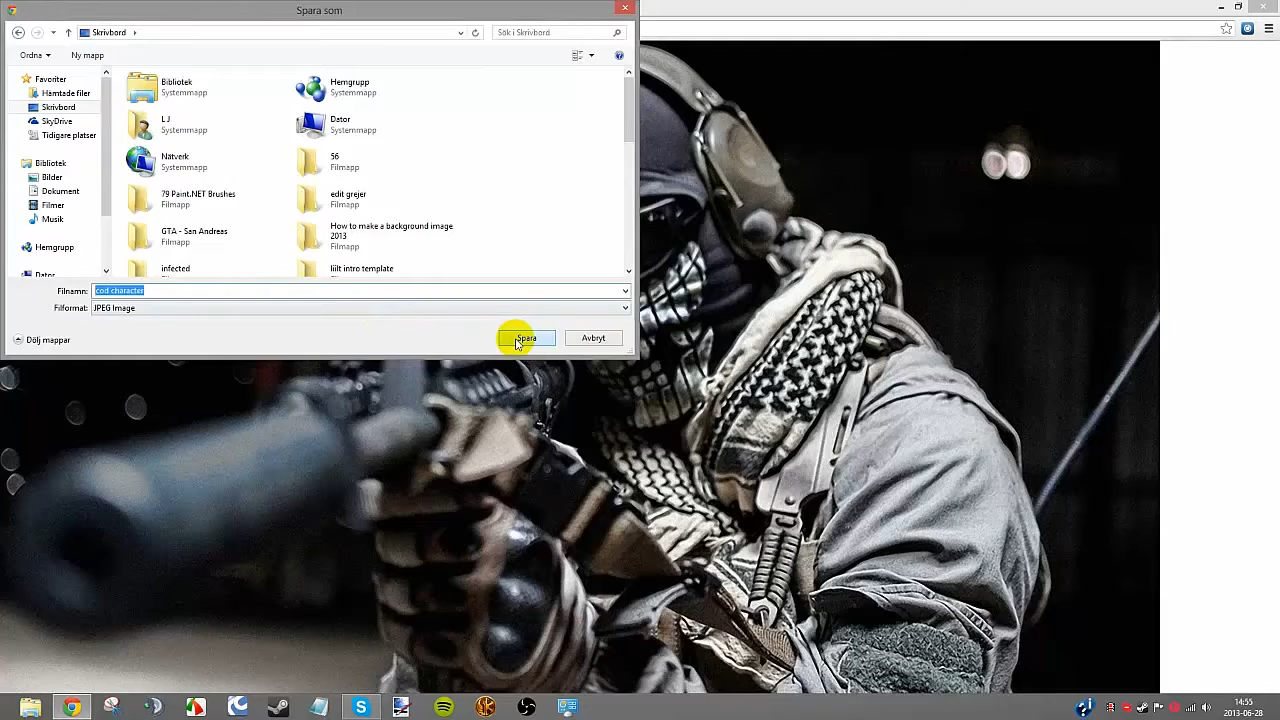 Spara som
Skrivbord
Sök i Skrivbord
Ordna
Ny mapp
Favoriter
Hämtade filer
Skrivbord
SkyDrive
Tidigare platser
Bibliotek
Bilder
Dokument
Filmer
Musik
Hemgrupp
Dator
Bibliotek
Systemmapp
Hemgrupp
Systemmapp
L J
Systemmapp
Dator
Systemmapp
Nätverk
Systemmapp
56
Filmapp
79 Paint.NET Brushes
Filmapp
edit grejer
Filmapp
GTA - San Andreas
Filmapp
How to make a background image
2013
Filmapp
infected
liilt intro template
Filnamn: cod character
Filformat: JPEG Image
Dölj mappar
Spara
Avbryt
14:55
2013-06-28